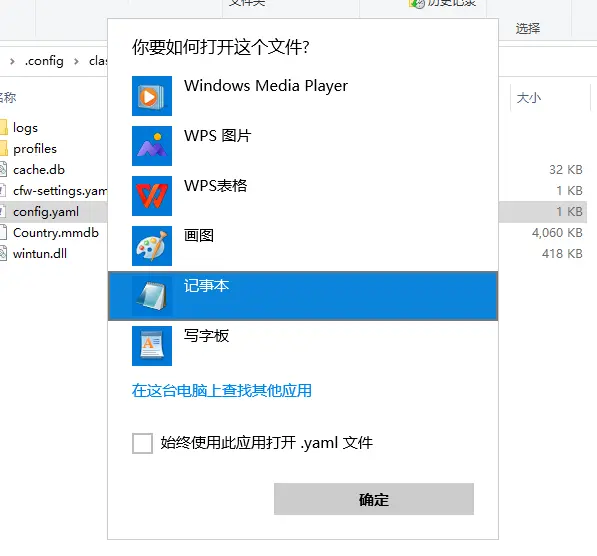 文件夹
历史记录
选择
.config
大小
你要如何打开这个文件?
Windows Media Player
WPS 图片
WPS表格
画图
记事本
写字板
在这台电脑上查找其他应用
始终使用此应用打开 .yaml 文件
确定
logs
profiles
cache.db 32 KB
cfw-settings.yam 1 KB
config.yaml 1 KB
Country.mmdb 4,060 KB
wintun.dll 418 KB